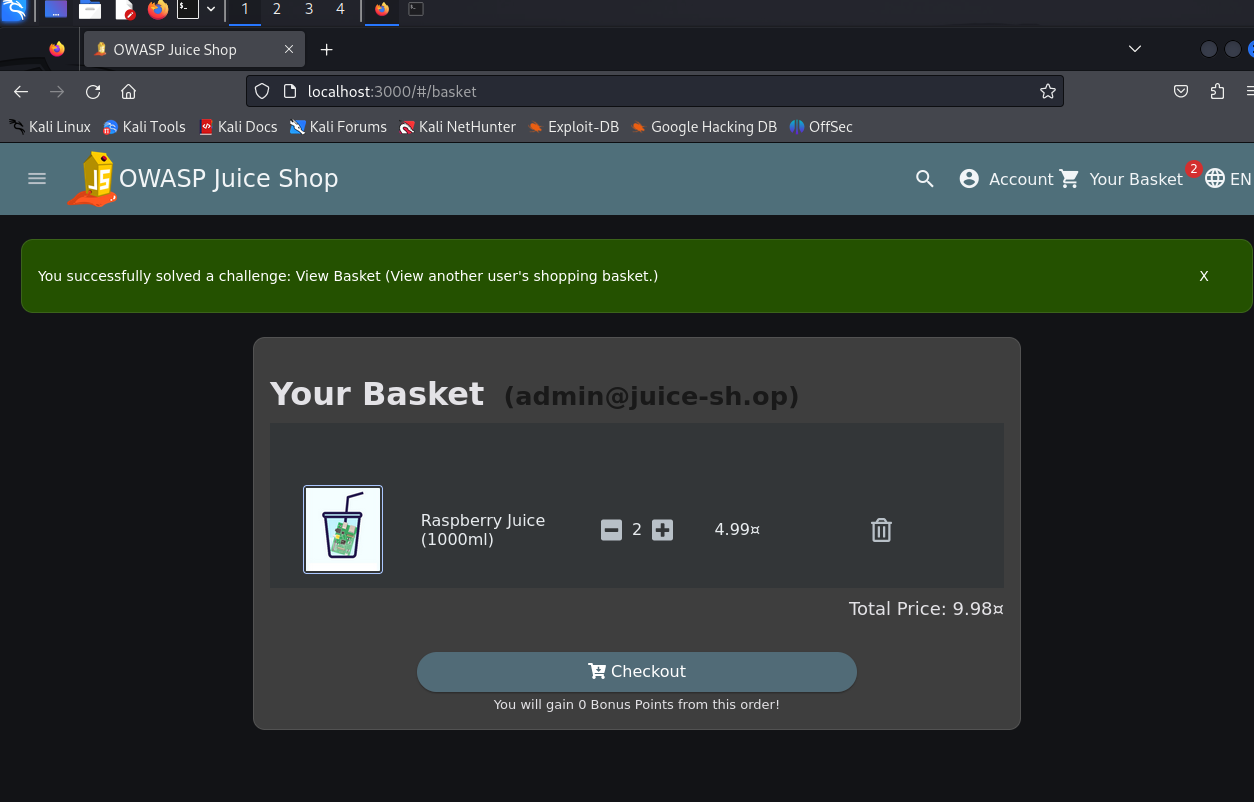 1 2 3 4
OWASP Juice Shop
localhost:3000/#/basket
Kali Linux Kali Tools Kali Docs Kali Forums Kali NetHunter Exploit-DB Google Hacking DB OffSec
JS OWASP Juice Shop Account Your Basket 2 EN
You successfully solved a challenge: View Basket (View another user's shopping basket.) X
Your Basket (admin@juice-sh.op)
Raspberry Juice
(1000ml)
2 4.99¤
Total Price: 9.98¤
Checkout
You will gain 0 Bonus Points from this order!